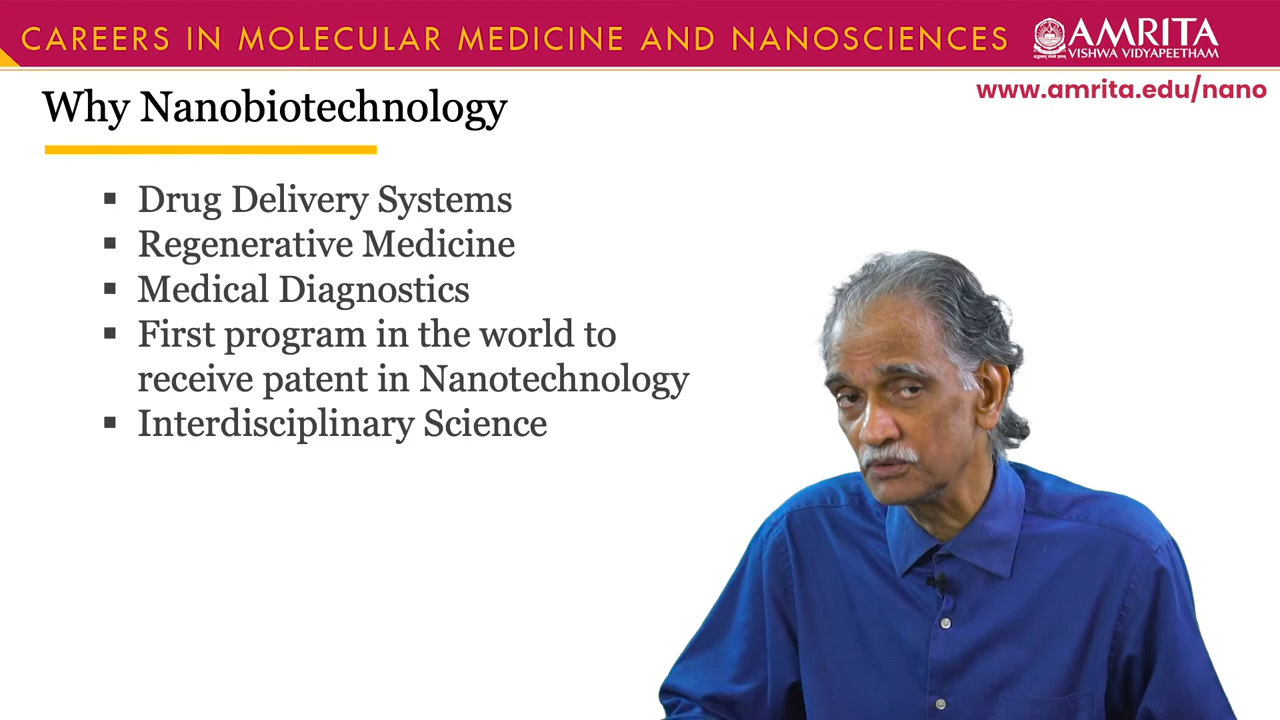 CAREERS IN MOLECULAR MEDICINE AND NANOSCIENCES
AMRITA
VISHWA VIDYAPEETHAM
www.amrita.edu/nano
Why Nanobiotechnology
▪ Drug Delivery Systems
▪ Regenerative Medicine
▪ Medical Diagnostics
▪ First program in the world to
receive patent in Nanotechnology
▪ Interdisciplinary Science